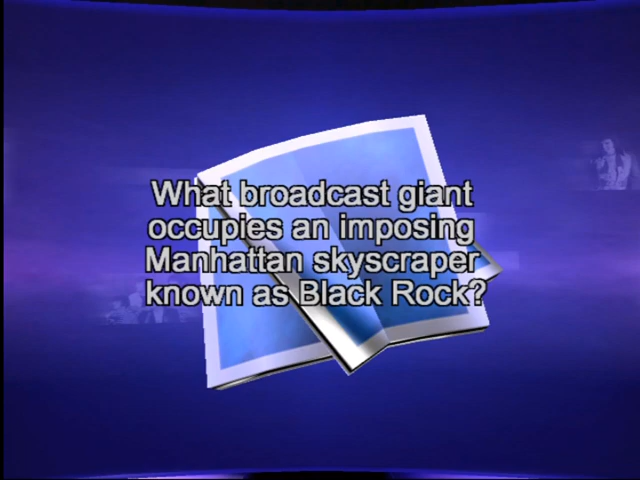 What broadcast giant
occupies an imposing
Manhattan skyscraper
known as Black Rock?